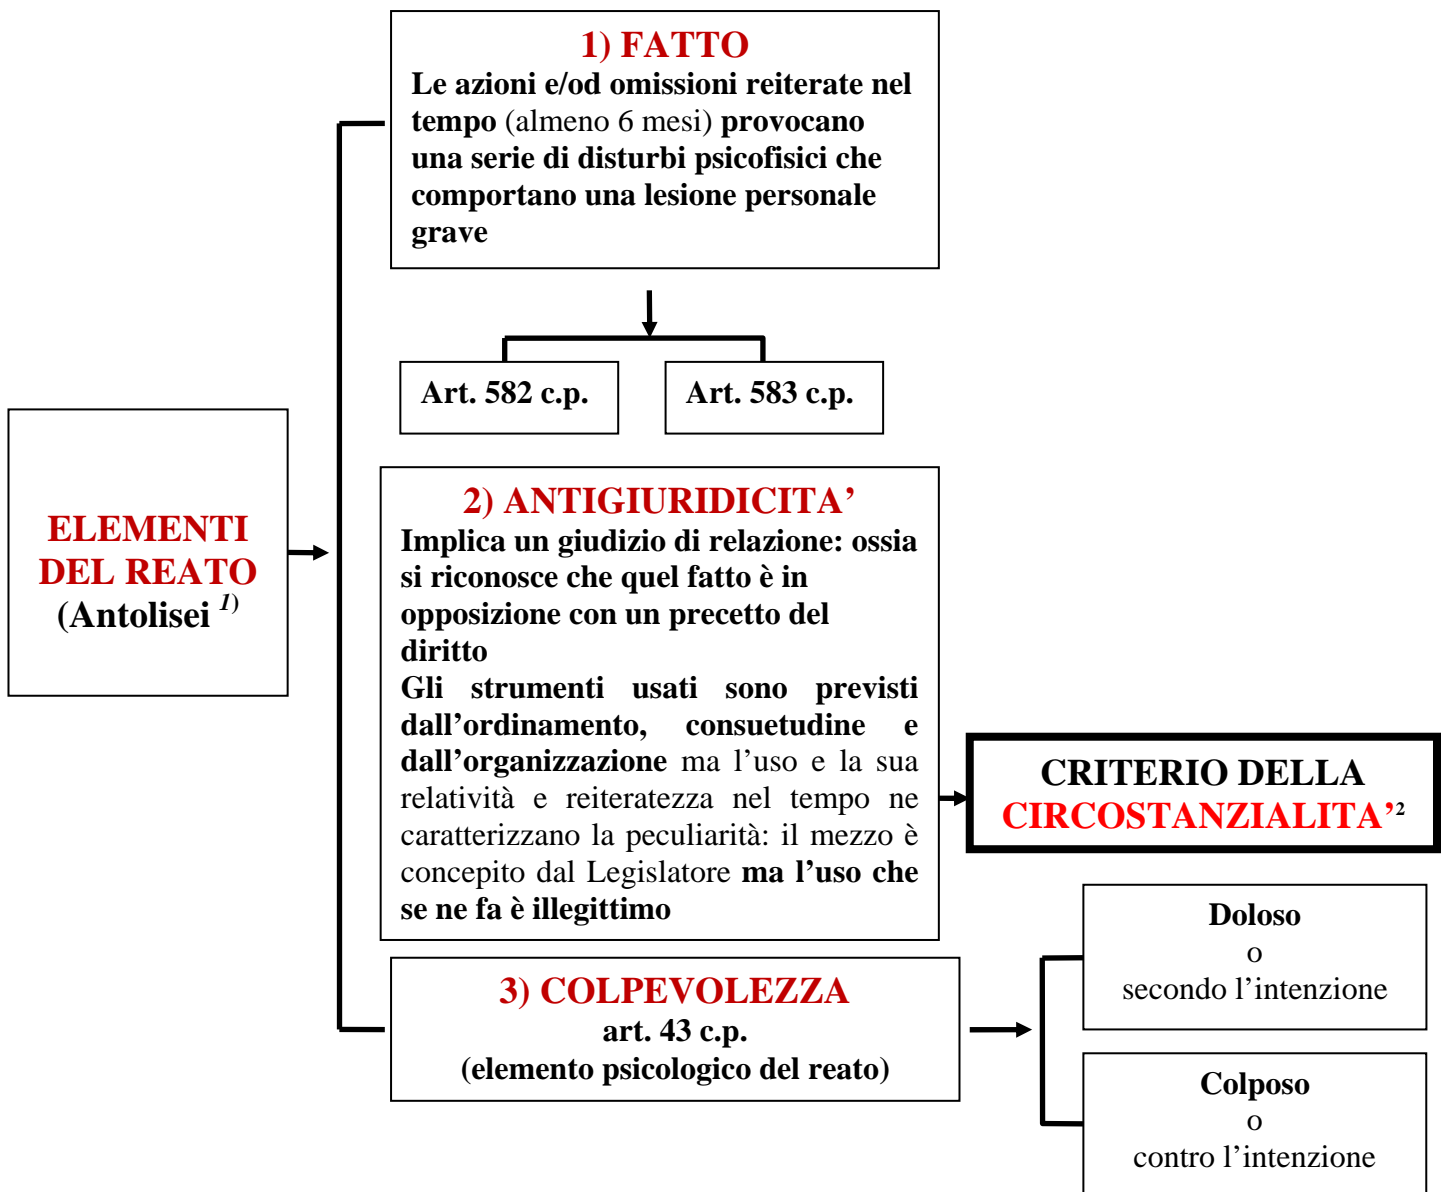 1) FATTO
Le azioni e/od omissioni reiterate nel
tempo (almeno 6 mesi) provocano
una serie di disturbi psicofisici che
comportano una lesione personale
grave
Art. 582 c.p.
Art. 583 c.p.
ELEMENTI
DEL REATO
(Antolisei 1)
2) ANTIGIURIDICITA’
Implica un giudizio di relazione: ossia
si riconosce che quel fatto è in
opposizione con un precetto del
diritto
Gli strumenti usati sono previsti
dall’ordinamento, consuetudine e
dall’organizzazione ma l’uso e la sua
relatività e reiteratezza nel tempo ne
caratterizzano la peculiarità: il mezzo è
concepito dal Legislatore ma l’uso che
se ne fa è illegittimo
CRITERIO DELLA
CIRCOSTANZIALITA’2
3) COLPEVOLEZZA
art. 43 c.p.
(elemento psicologico del reato)
Doloso
o
secondo l’intenzione
Colposo
o
contro l’intenzione